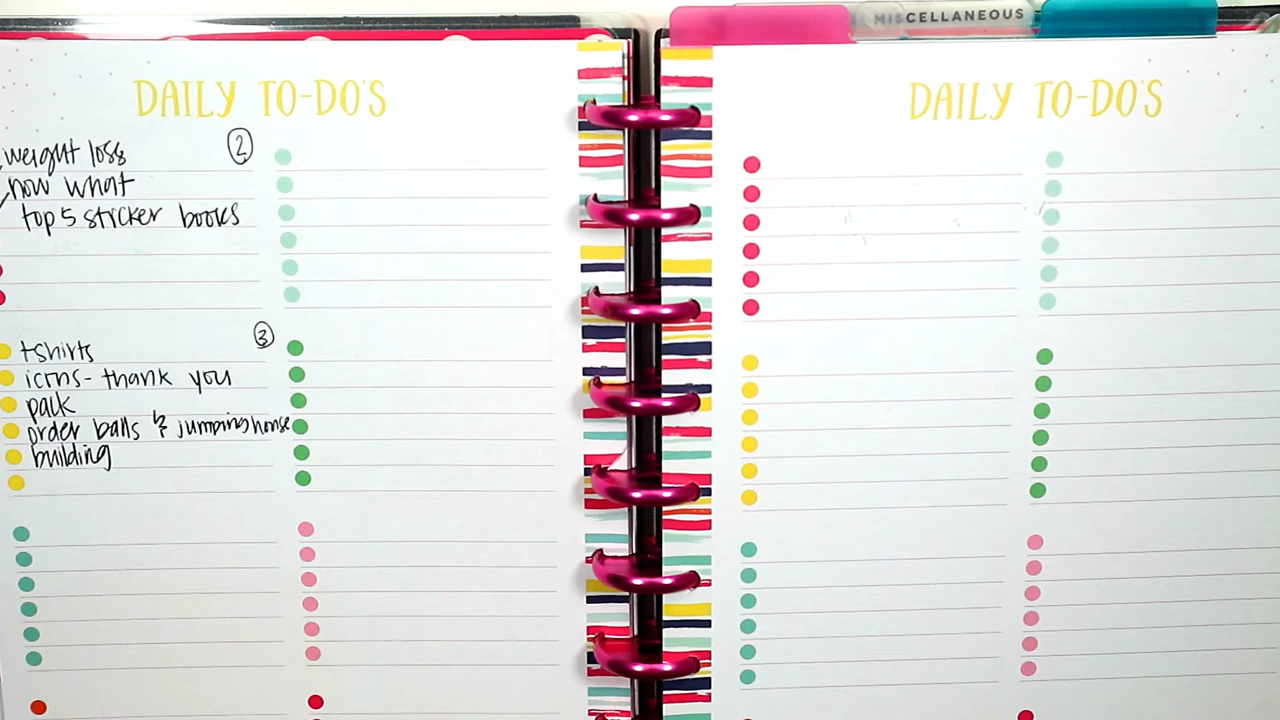 MISCELLANEOUS
DAILY TO-DO'S
weight loss
②
now what
top 5 sticker books
③
tshirts
icons- thank you
pack
order balls & jumping horse
building
DAILY TO-DO'S